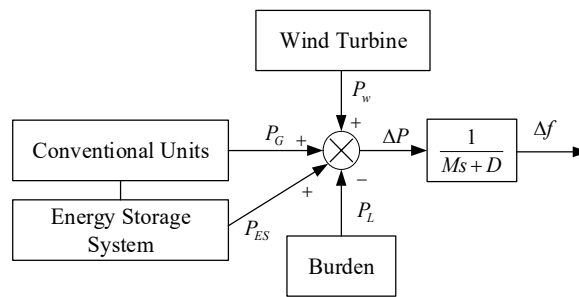 Wind Turbine
P_w
+
Conventional Units
P_G
+
ΔP
1
Ms + D
Δf
Energy Storage
System
+
P_ES
−
P_L
Burden